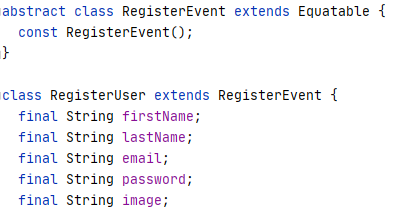 abstract class RegisterEvent extends Equatable {
  const RegisterEvent();
}

class RegisterUser extends RegisterEvent {
  final String firstName;
  final String lastName;
  final String email;
  final String password;
  final String image;